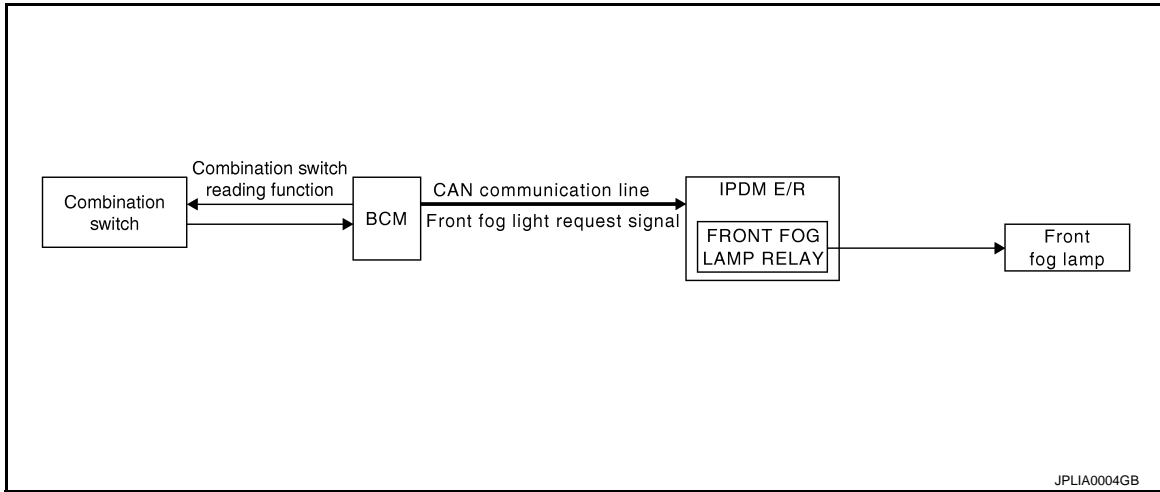 Combination
switch
Combination switch
reading function
BCM
CAN communication line
Front fog light request signal
IPDM E/R
FRONT FOG
LAMP RELAY
Front
fog lamp
JPLIA0004GB